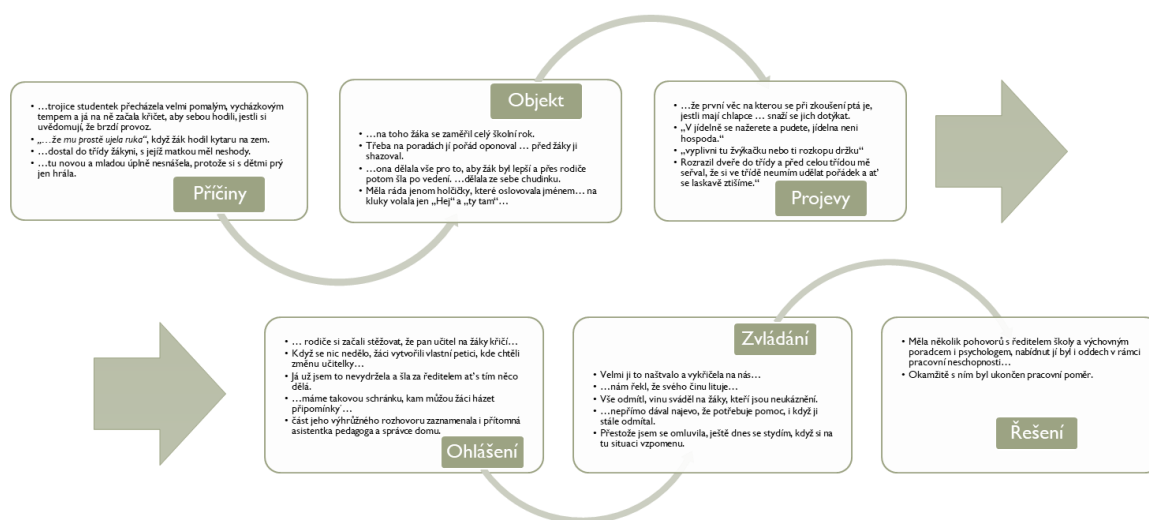 • …trojice studentek přecházela velmi pomalým, vycházkovým
tempem a já na ně začala křičet, aby sebou hodili, jestli si
uvědomují, že brzdí provoz.
• „…že mu prostě ujela ruka“, když žák hodil kytaru na zem.
• …dostal do třídy žákyni, s jejíž matkou měl neshody.
• …tu novou a mladou úplně nesnášela, protože si s dětmi prý
jen hrála.
Příčiny
Objekt
• …na toho žáka se zaměřil celý školní rok.
• Třeba na poradách jí pořád oponoval … před žáky ji
shazoval.
• …ona dělala vše pro to, aby žák byl lepší a přes rodiče
potom šla po vedení. …dělala ze sebe chudinku.
• Měla ráda jenom holčičky, které oslovovala jménem… na
kluky volala jen „Hej“ a „ty tam“…
• …že první věc na kterou se při zkoušení ptá je,
jestli mají chlapce … snaží se jich dotýkat.
• „V jídelně se nažerete a pudete, jídelna neni
hospoda.“
• „vyplivni tu žvýkačku nebo ti rozkopu držku“
• Rozrazil dveře do třídy a před celou třídou mě
seřval, že si ve třídě neumím udělat pořádek a ať
se laskavě ztišíme.“
Projevy
• … rodiče si začali stěžovat, že pan učitel na žáky křičí…
• Když se nic nedělo, žáci vytvořili vlastní petici, kde chtěli
změnu učitelky…
• Já už jsem to nevydržela a šla za ředitelem at's tím něco
dělá.
• …máme takovou schránku, kam můžou žáci házet
připomínky´…
• část jeho výhrůžného rozhovoru zaznamenala i přítomná
asistentka pedagoga a správce domu.
Ohlášení
Zvládání
• Velmi ji to naštvalo a vykřičela na nás…
• …nám řekl, že svého činu lituje…
• Vše odmítl, vinu sváděl na žáky, kteří jsou neukáznění.
• …nepřímo dával najevo, že potřebuje pomoc, i když ji
stále odmítal.
• Přestože jsem se omluvila, ještě dnes se stydím, když si na
tu situaci vzpomenu.
• Měla několik pohovorů s ředitelem školy a výchovným
poradcem i psychologem, nabídnut jí byl i oddech v rámci
pracovní neschopnosti…
• Okamžitě s ním byl ukončen pracovní poměr.
Řešení